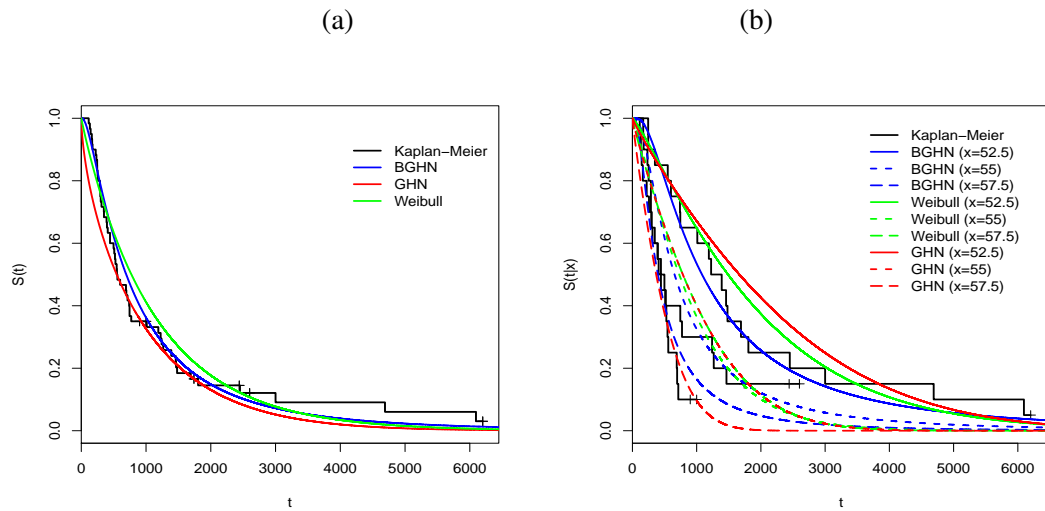 (a)
(b)
S(t)
1.0
0.8
0.6
0.4
0.2
0.0
Kaplan−Meier
BGHN
GHN
Weibull
0 1000 2000 3000 4000 5000 6000
t
S(t|x)
1.0
0.8
0.6
0.4
0.2
0.0
Kaplan−Meier
BGHN (x=52.5)
BGHN (x=55)
BGHN (x=57.5)
Weibull (x=52.5)
Weibull (x=55)
Weibull (x=57.5)
GHN (x=52.5)
GHN (x=55)
GHN (x=57.5)
0 1000 2000 3000 4000 5000 6000
t